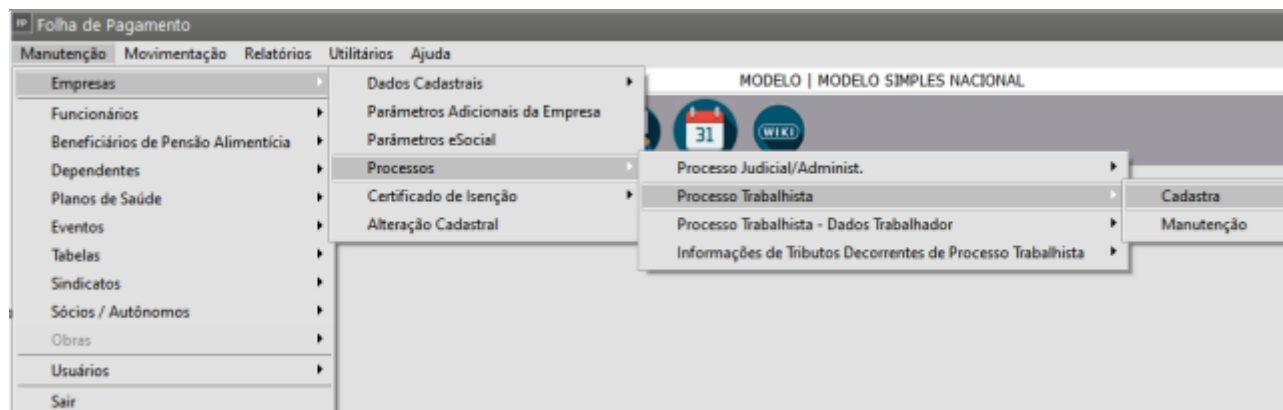 FP Folha de Pagamento
Manutenção Movimentação Relatórios Utilitários Ajuda
MODELO | MODELO SIMPLES NACIONAL
31
WIKI
Empresas
Funcionários
Beneficiários de Pensão Alimentícia
Dependentes
Planos de Saúde
Eventos
Tabelas
Sindicatos
Sócios / Autônomos
Obras
Usuários
Sair
Dados Cadastrais
Parâmetros Adicionais da Empresa
Parâmetros eSocial
Processos
Certificado de Isenção
Alteração Cadastral
Processo Judicial/Administ.
Processo Trabalhista
Processo Trabalhista - Dados Trabalhador
Informações de Tributos Decorrentes de Processo Trabalhista
Cadastra
Manutenção